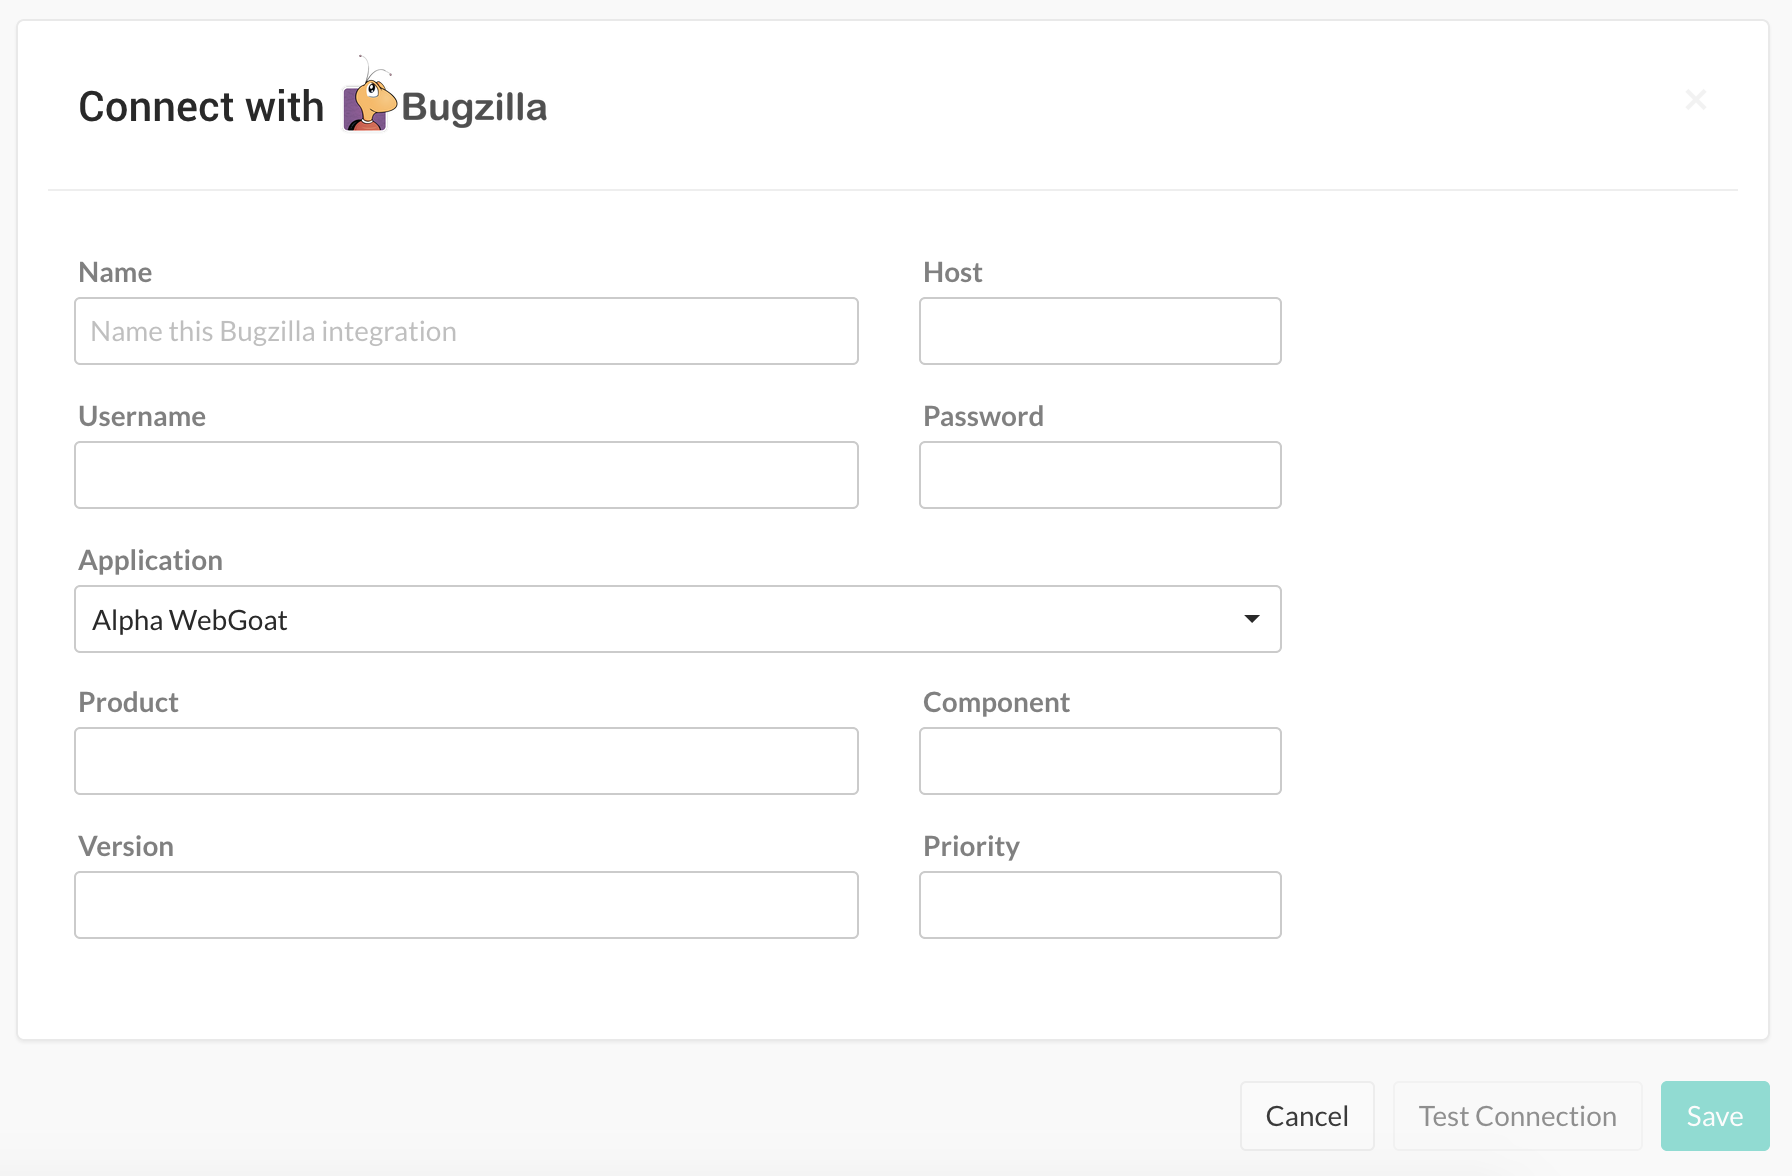 Connect with Bugzilla
Name
Host
Name this Bugzilla integration
Username
Password
Application
Alpha WebGoat
Product
Component
Version
Priority
Cancel
Test Connection
Save